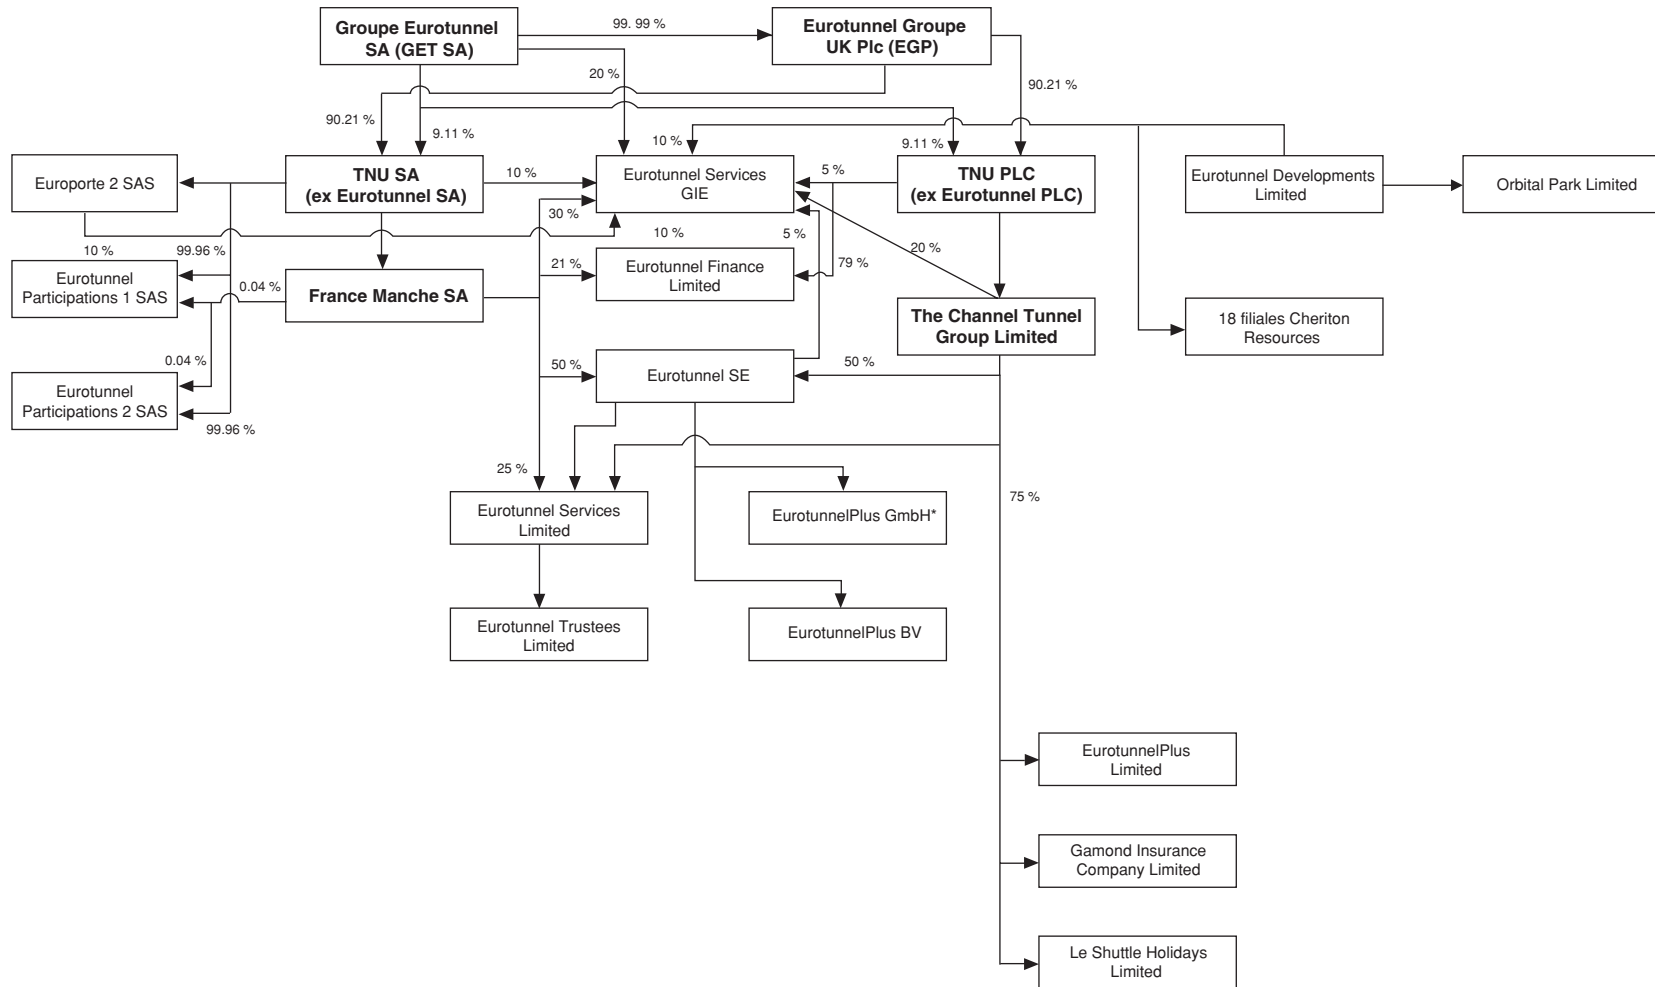 Groupe Eurotunnel
SA (GET SA)
99. 99 %
Eurotunnel Groupe
UK Plc (EGP)
20 %
90.21 %
90.21 %
9.11 %
10 %
9.11 %
Europorte 2 SAS
TNU SA
(ex Eurotunnel SA)
10 %
Eurotunnel Services
GIE
5 %
TNU PLC
(ex Eurotunnel PLC)
Eurotunnel Developments
Limited
Orbital Park Limited
30 %
10 %
99.96 %
10 %
5 %
20 %
Eurotunnel
Participations 1 SAS
0.04 %
France Manche SA
21 %
Eurotunnel Finance
Limited
79 %
The Channel Tunnel
Group Limited
18 filiales Cheriton
Resources
0.04 %
50 %
Eurotunnel SE
50 %
Eurotunnel
Participations 2 SAS
99.96 %
25 %
75 %
Eurotunnel Services
Limited
EurotunnelPlus GmbH*
Eurotunnel Trustees
Limited
EurotunnelPlus BV
EurotunnelPlus
Limited
Gamond Insurance
Company Limited
Le Shuttle Holidays
Limited